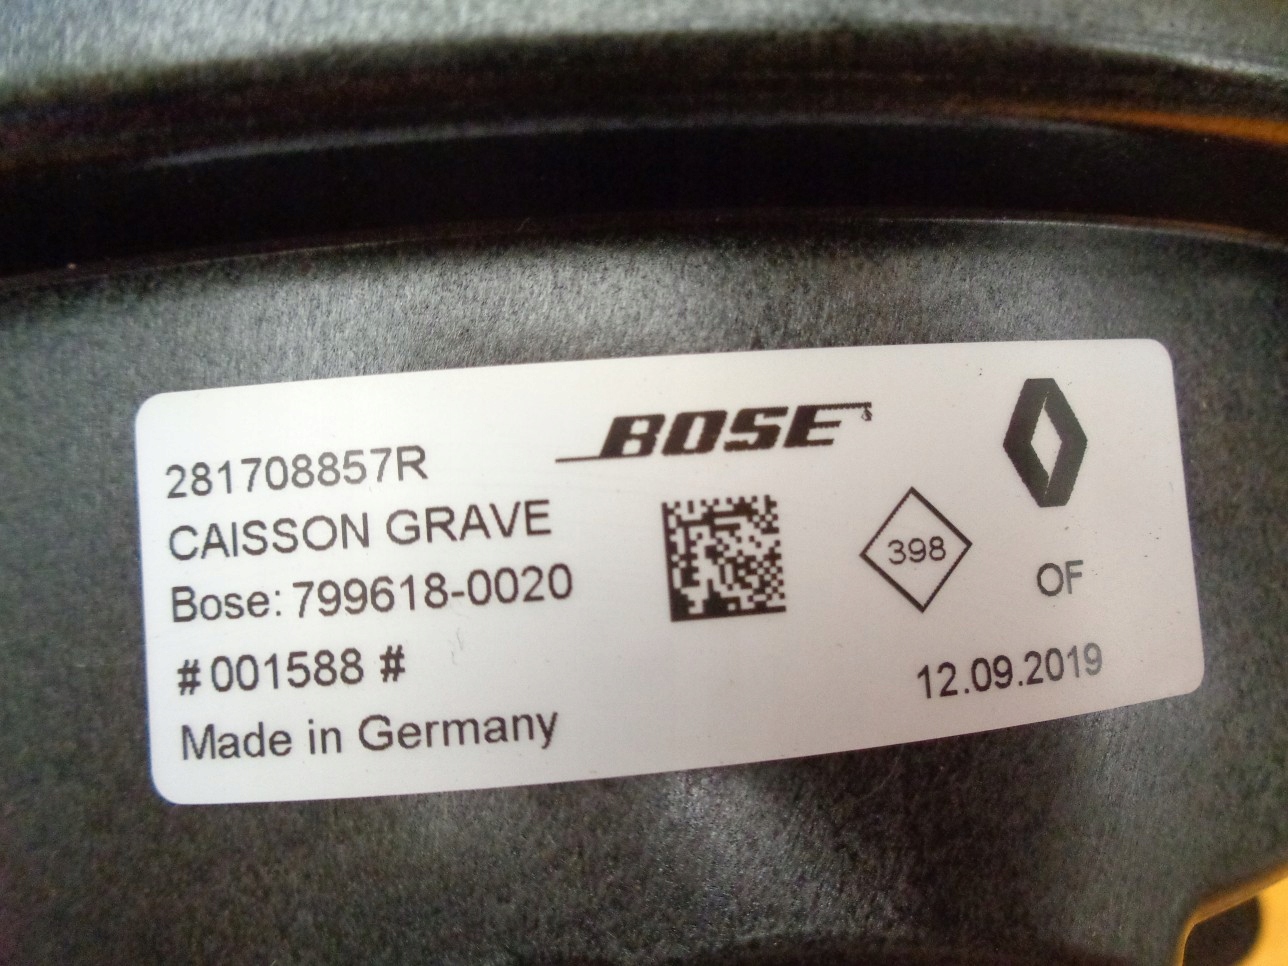 281708857R
CAISSON GRAVE
Bose: 799618-0020
#001588 #
Made in Germany
BOSE
398
OF
12.09.2019